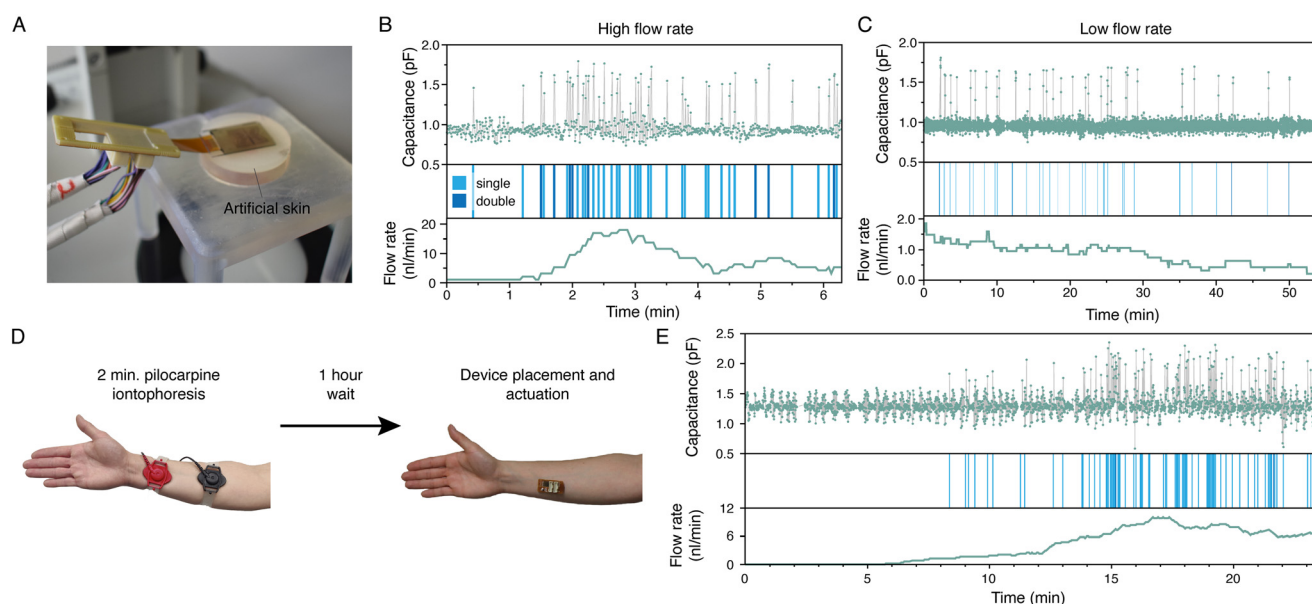 A
Artificial skin
B
High flow rate
Capacitance (pF)
2.0
1.5
1.0
0.5
single
double
Flow rate
(nl/min)
20
10
0
0 1 2 3 4 5 6
Time (min)
C
Low flow rate
Capacitance (pF)
2.0
1.5
1.0
0.5
Flow rate
(nl/min)
2.0
1.0
0.0
0 10 20 30 40 50
Time (min)
D
2 min. pilocarpine
iontophoresis
1 hour
wait
Device placement and
actuation
E
Capacitance (pF)
2.5
2.0
1.5
1.0
0.5
Flow rate
(nl/min)
12
6
0
0 5 10 15 20
Time (min)